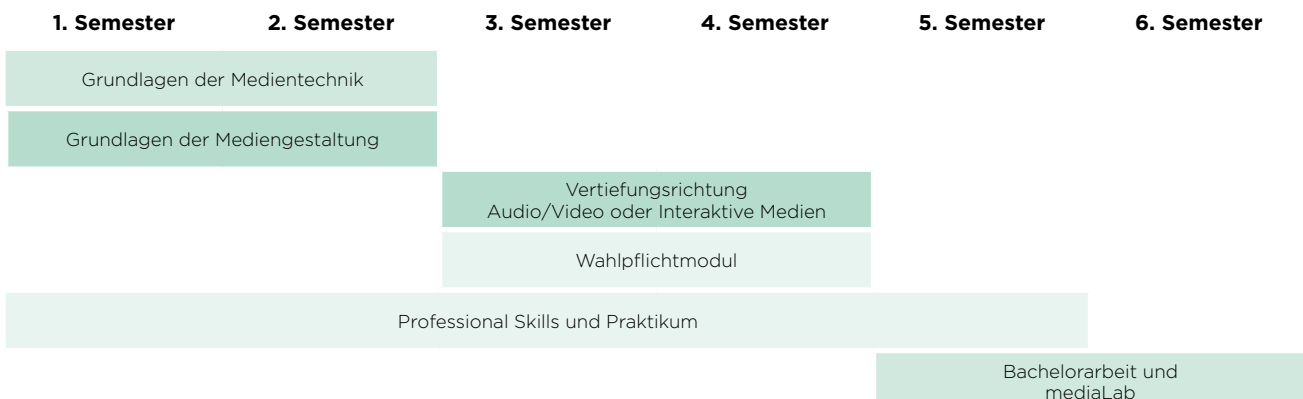 1. Semester 2. Semester 3. Semester 4. Semester 5. Semester 6. Semester
Grundlagen der Medientechnik
Grundlagen der Mediengestaltung
Vertiefungsrichtung
Audio/Video oder Interaktive Medien
Wahlpflichtmodul
Professional Skills und Praktikum
Bachelorarbeit und
mediaLab